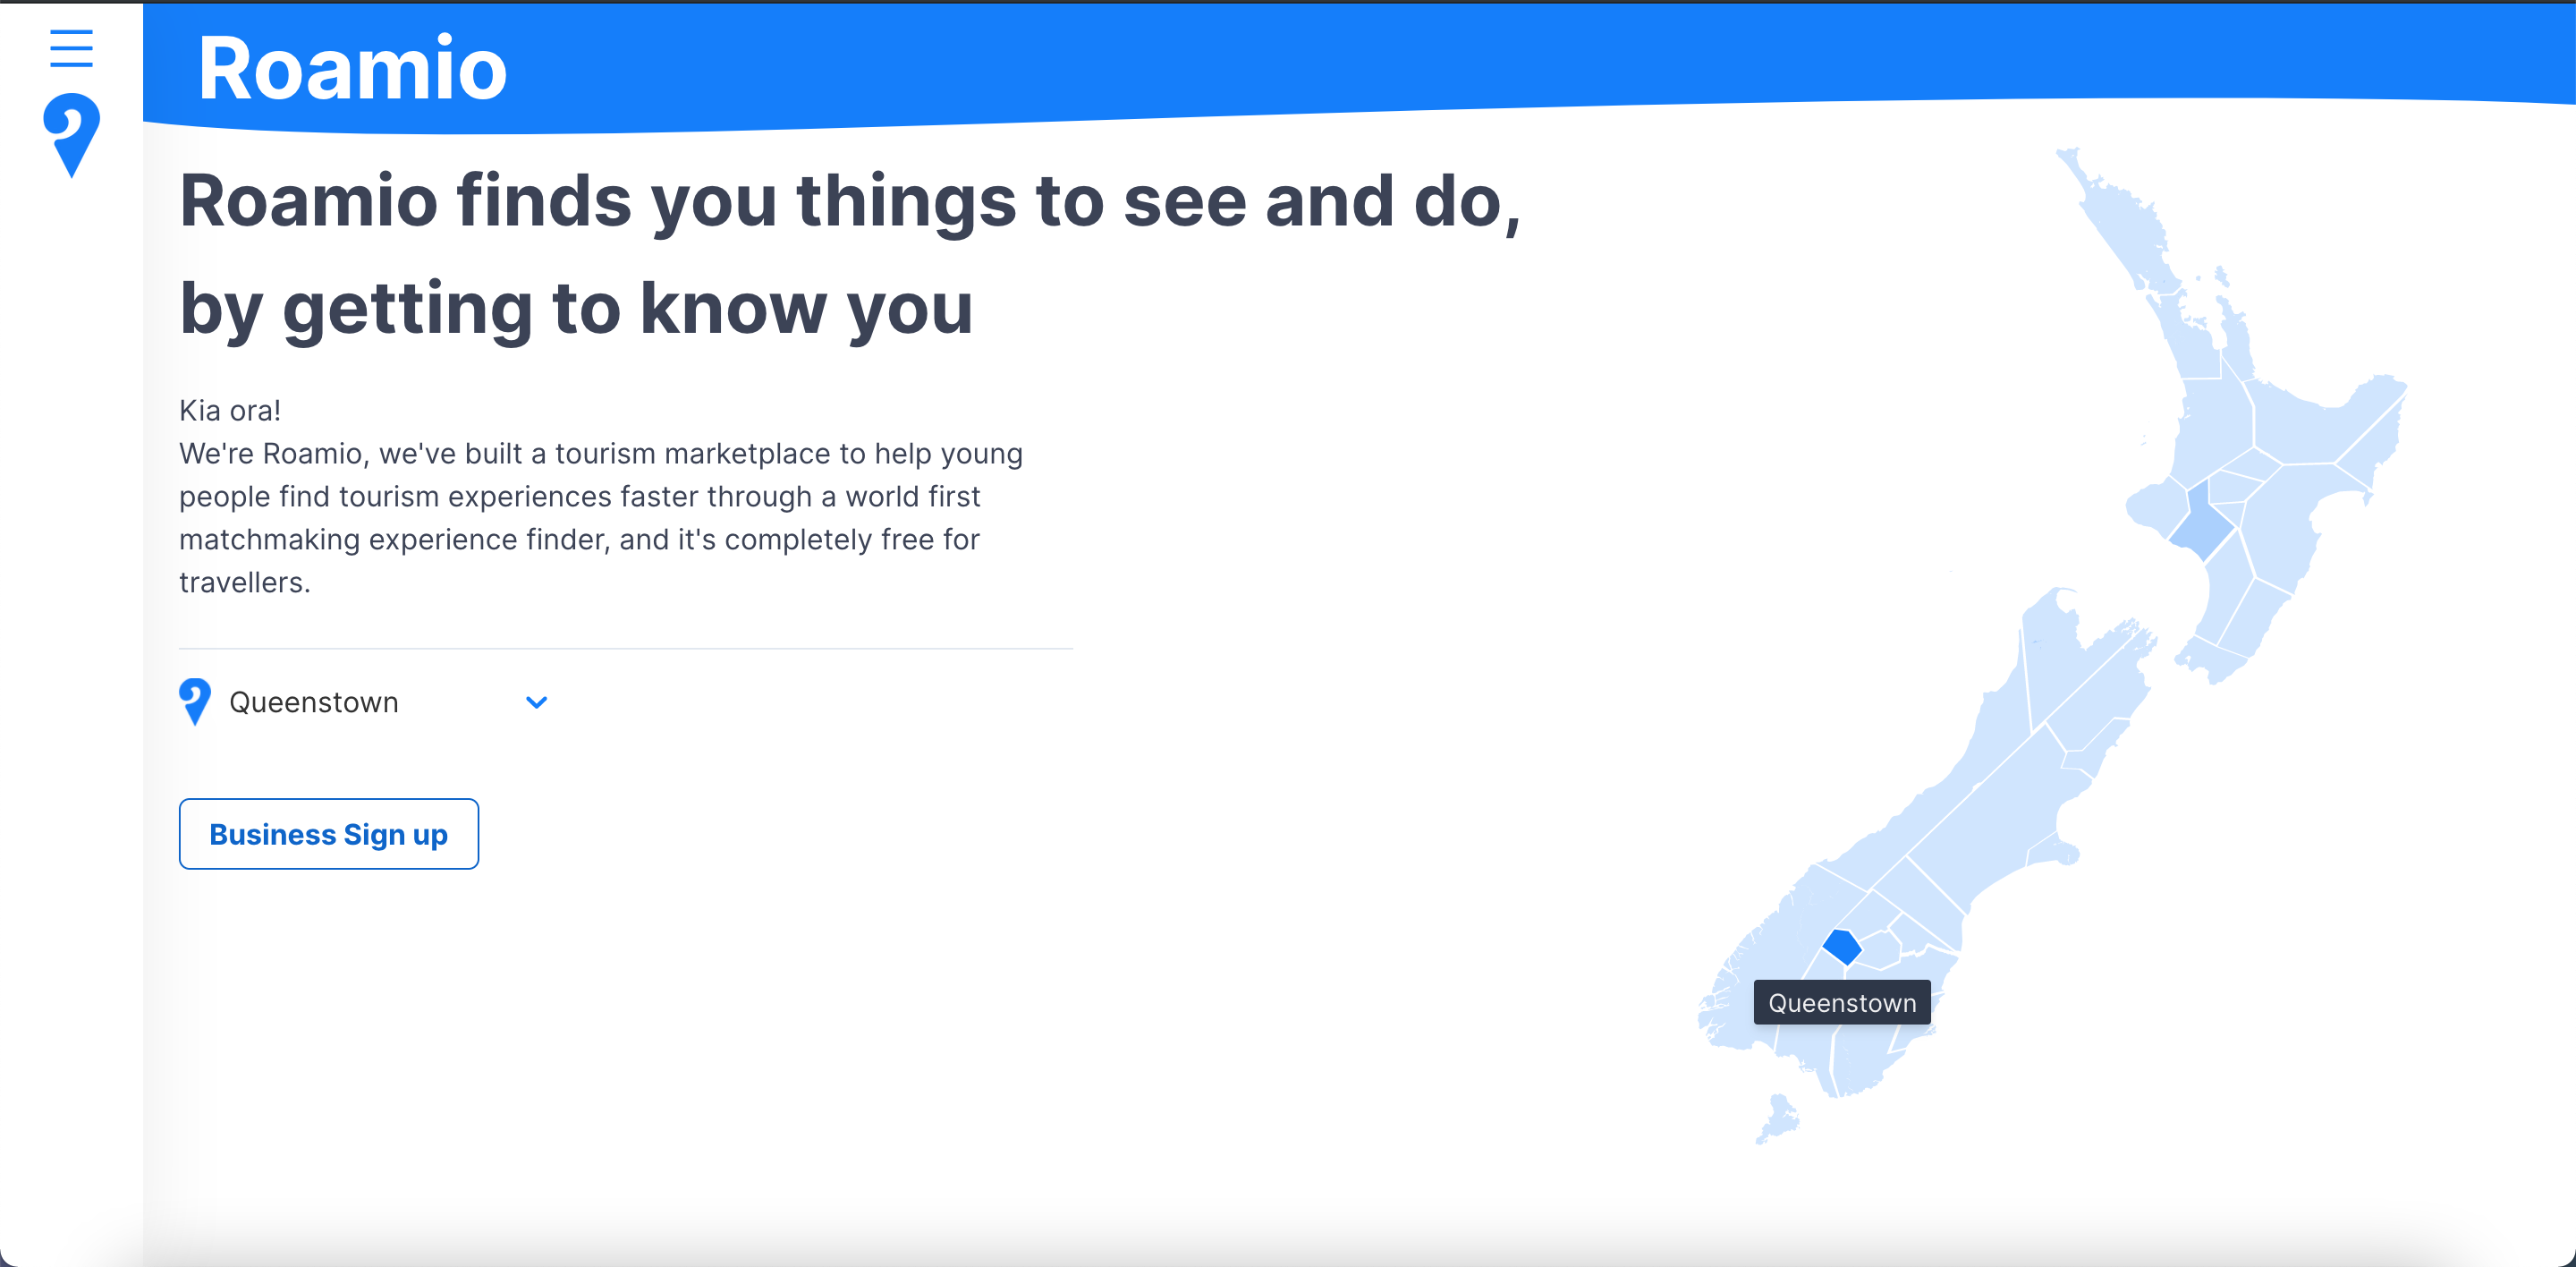 Roamio
Roamio finds you things to see and do,
by getting to know you
Kia ora!
We're Roamio, we've built a tourism marketplace to help young
people find tourism experiences faster through a world first
matchmaking experience finder, and it's completely free for
travellers.
Queenstown
Business Sign up
Queenstown